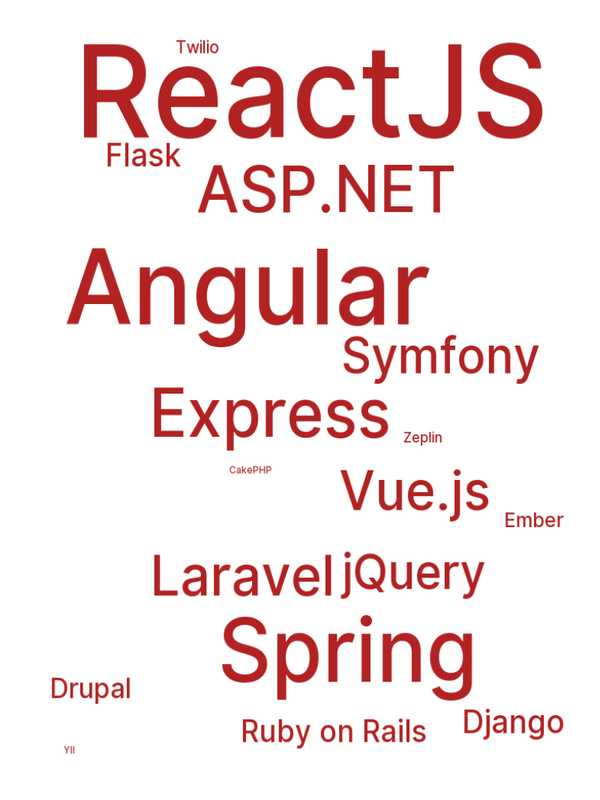 Twilio
ReactJS
Flask
ASP.NET
Angular
Symfony
Express
Zeplin
CakePHP
Vue.js
Ember
Laravel
jQuery
Spring
Drupal
Django
Ruby on Rails
YII